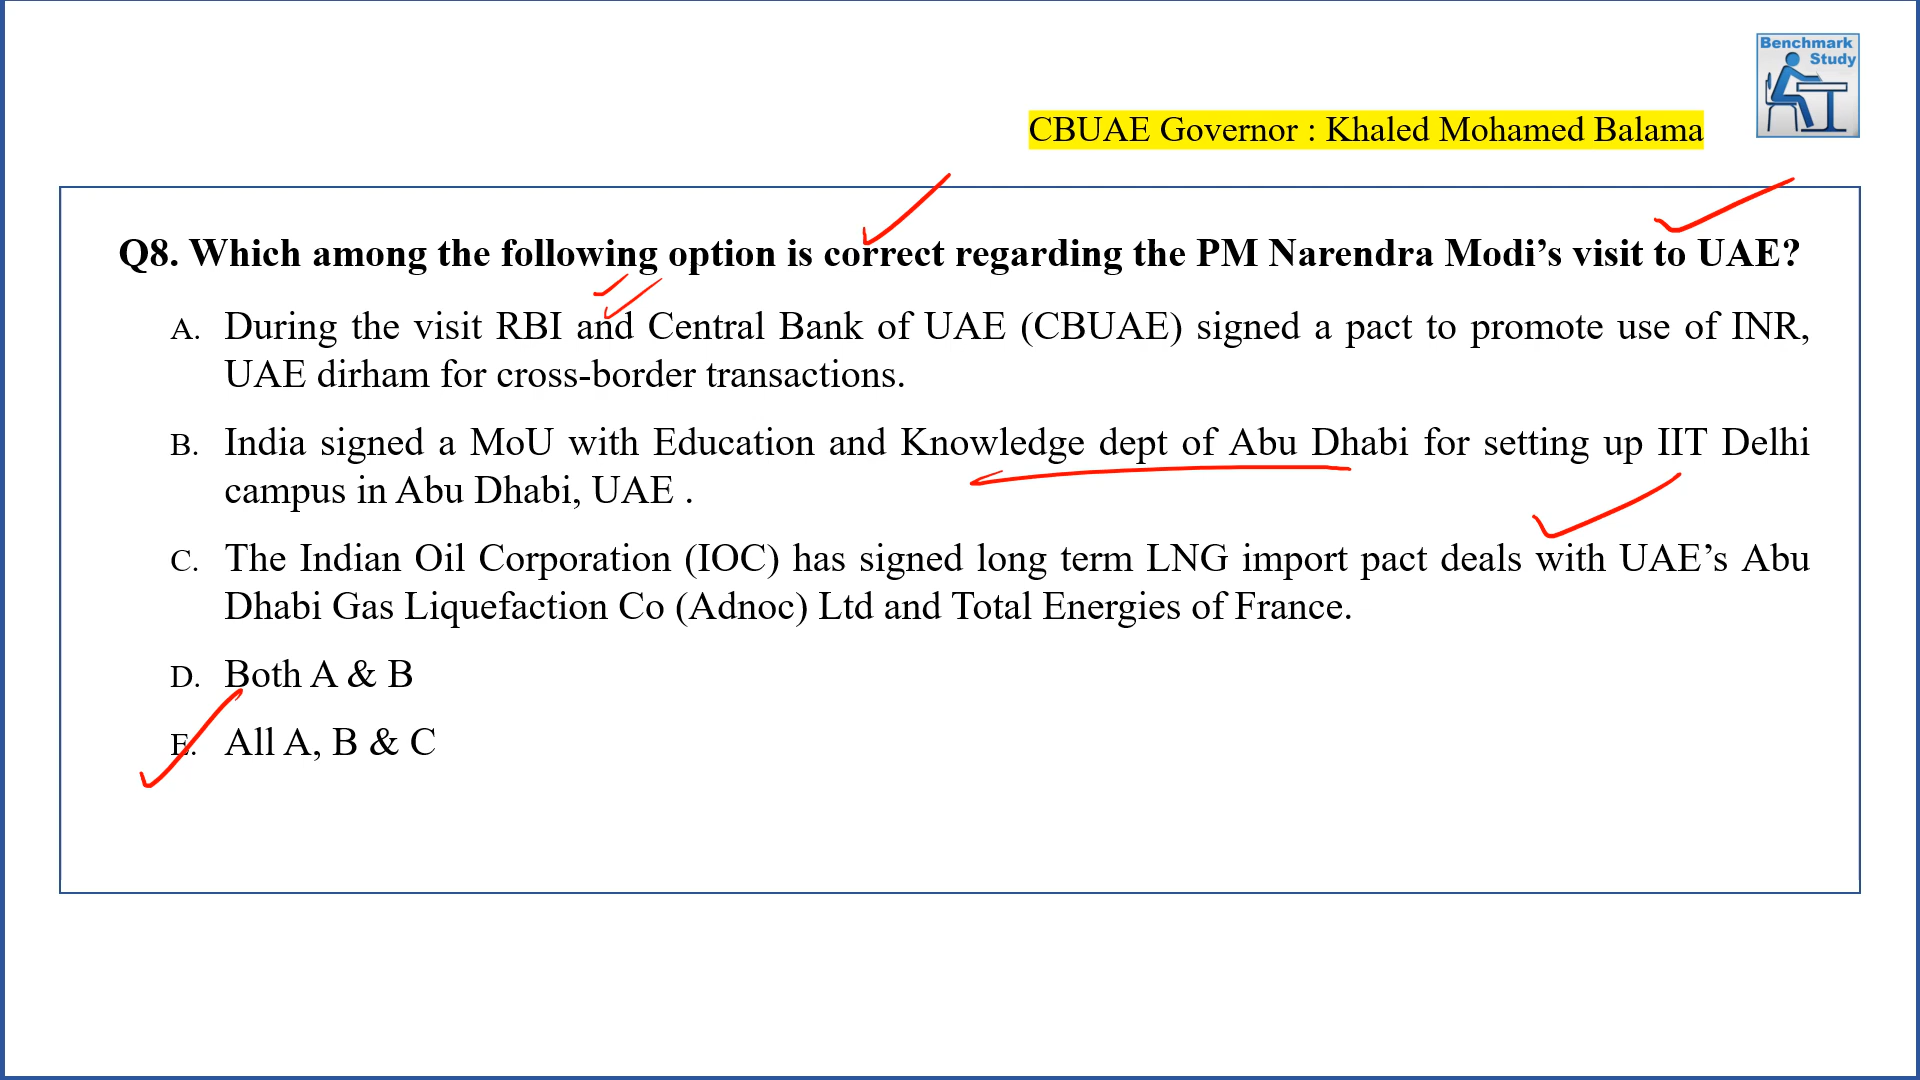 Benchmark
Study
CBUAE Governor : Khaled Mohamed Balama
Q8. Which among the following option is correct regarding the PM Narendra Modi’s visit to UAE?
A. During the visit RBI and Central Bank of UAE (CBUAE) signed a pact to promote use of INR,
UAE dirham for cross-border transactions.
B. India signed a MoU with Education and Knowledge dept of Abu Dhabi for setting up IIT Delhi
campus in Abu Dhabi, UAE .
C. The Indian Oil Corporation (IOC) has signed long term LNG import pact deals with UAE’s Abu
Dhabi Gas Liquefaction Co (Adnoc) Ltd and Total Energies of France.
D. Both A & B
E. All A, B & C